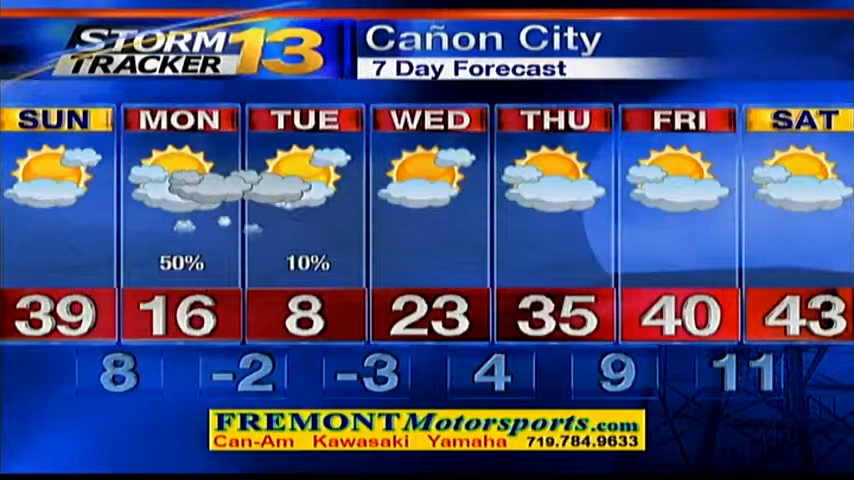 STORM
TRACKER 13
Cañon City
7 Day Forecast
SUN MON TUE WED THU FRI SAT
50% 10%
39 16 8 23 35 40 43
8 -2 -3 4 9 11
FREMONT Motorsports.com
Can-Am Kawasaki Yamaha 719.784.9633